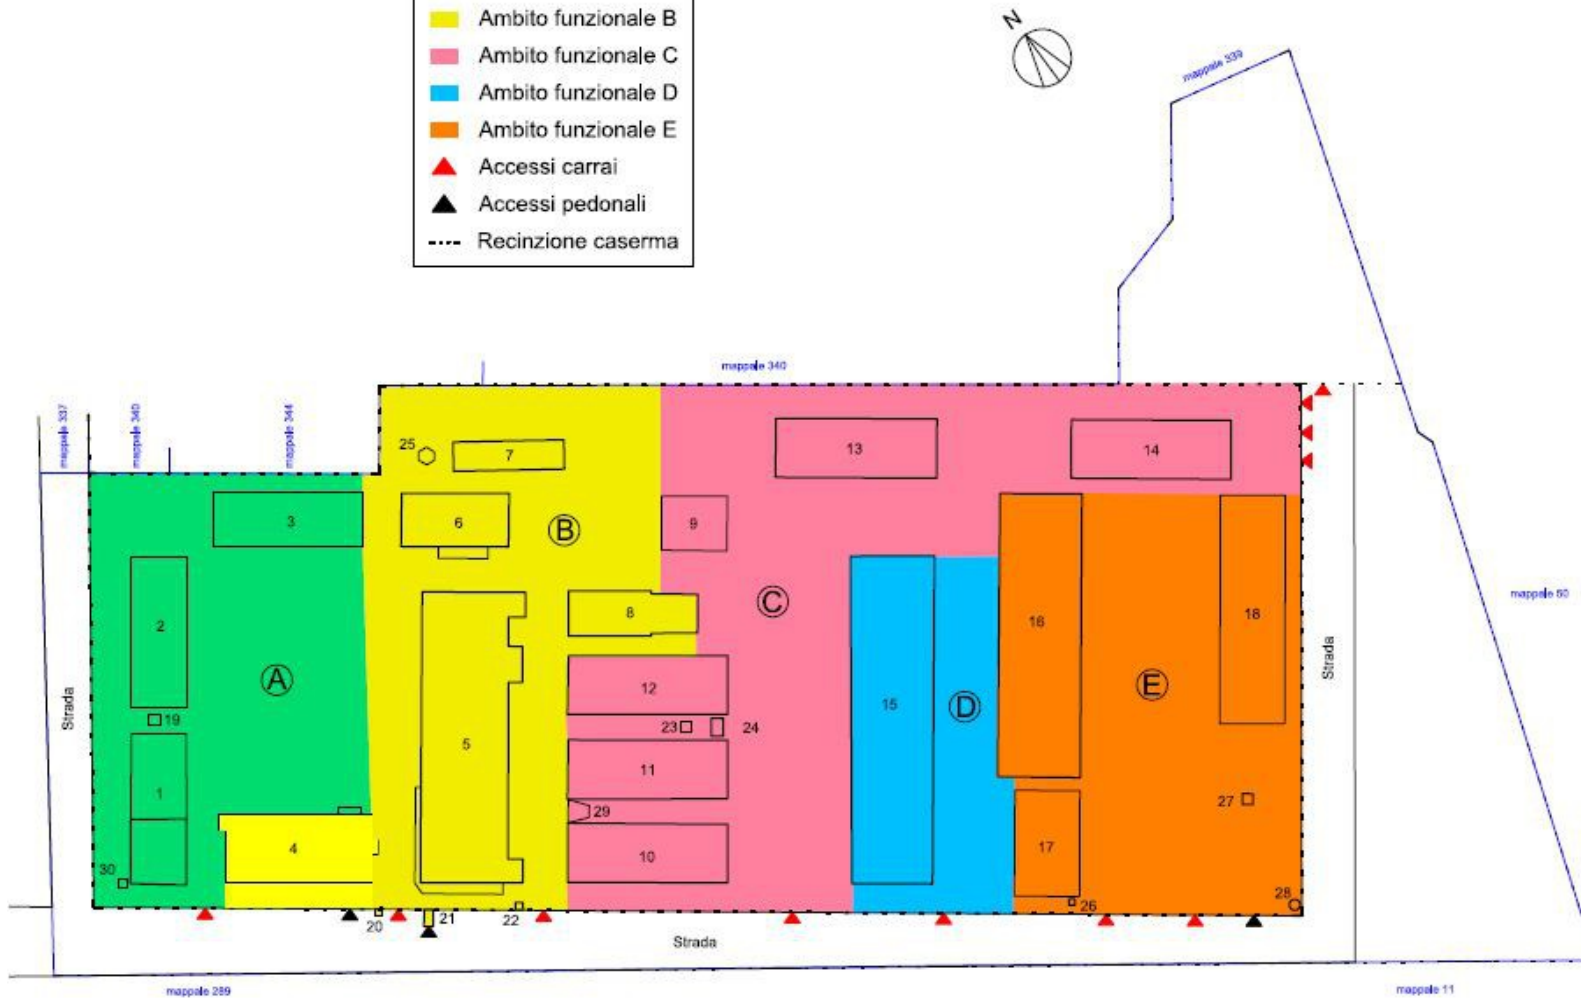 Ambito funzionale B
Ambito funzionale C
Ambito funzionale D
Ambito funzionale E
Accessi carrai
Accessi pedonali
Recinzione caserma
N
mappale 339
mappale 340
mappale 337
mappale 340
mappale 344
25
7
13
14
3
6
B
9
2
8
C
16
18
mappale 60
A
12
Strada
19
23
24
15
D
E
Strada
5
1
11
29
27
4
10
17
30
20
21
22
26
28
Strada
mappale 289
mappale 11